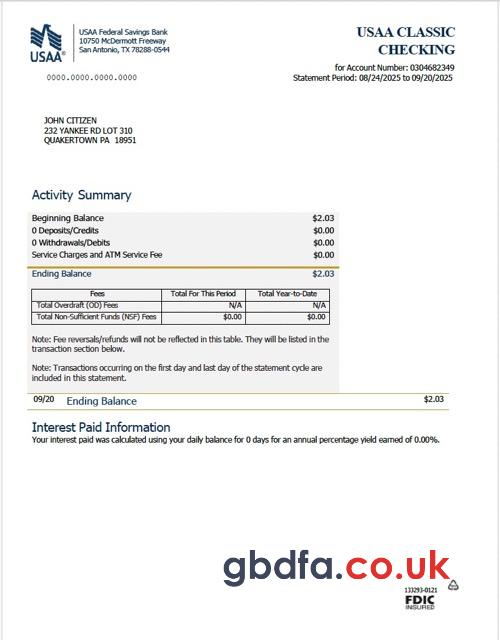 USAA Federal Savings Bank
10750 McDermott Freeway
San Antonio, TX 78288-0544
USAA®
USAA CLASSIC
CHECKING
for Account Number: 0304682349
Statement Period: 08/24/2025 to 09/20/2025
0000.0000.0000.0000
JOHN CITIZEN
232 YANKEE RD LOT 310
QUAKERTOWN PA 18951
Activity Summary
Beginning Balance $2.03
0 Deposits/Credits $0.00
0 Withdrawals/Debits $0.00
Service Charges and ATM Service Fee $0.00
Ending Balance $2.03
Fees Total For This Period Total Year-to-Date
Total Overdraft (OD) Fees N/A N/A
Total Non-Sufficient Funds (NSF) Fees $0.00 $0.00
Note: Fee reversals/refunds will not be reflected in this table. They will be listed in the
transaction section below.
Note: Transactions occurring on the first day and last day of the statement cycle are
included in this statement.
09/20 Ending Balance $2.03
Interest Paid Information
Your interest paid was calculated using your daily balance for 0 days for an annual percentage yield earned of 0.00%.
gbdfa.co.uk
133293-0121
FDIC
INSURED